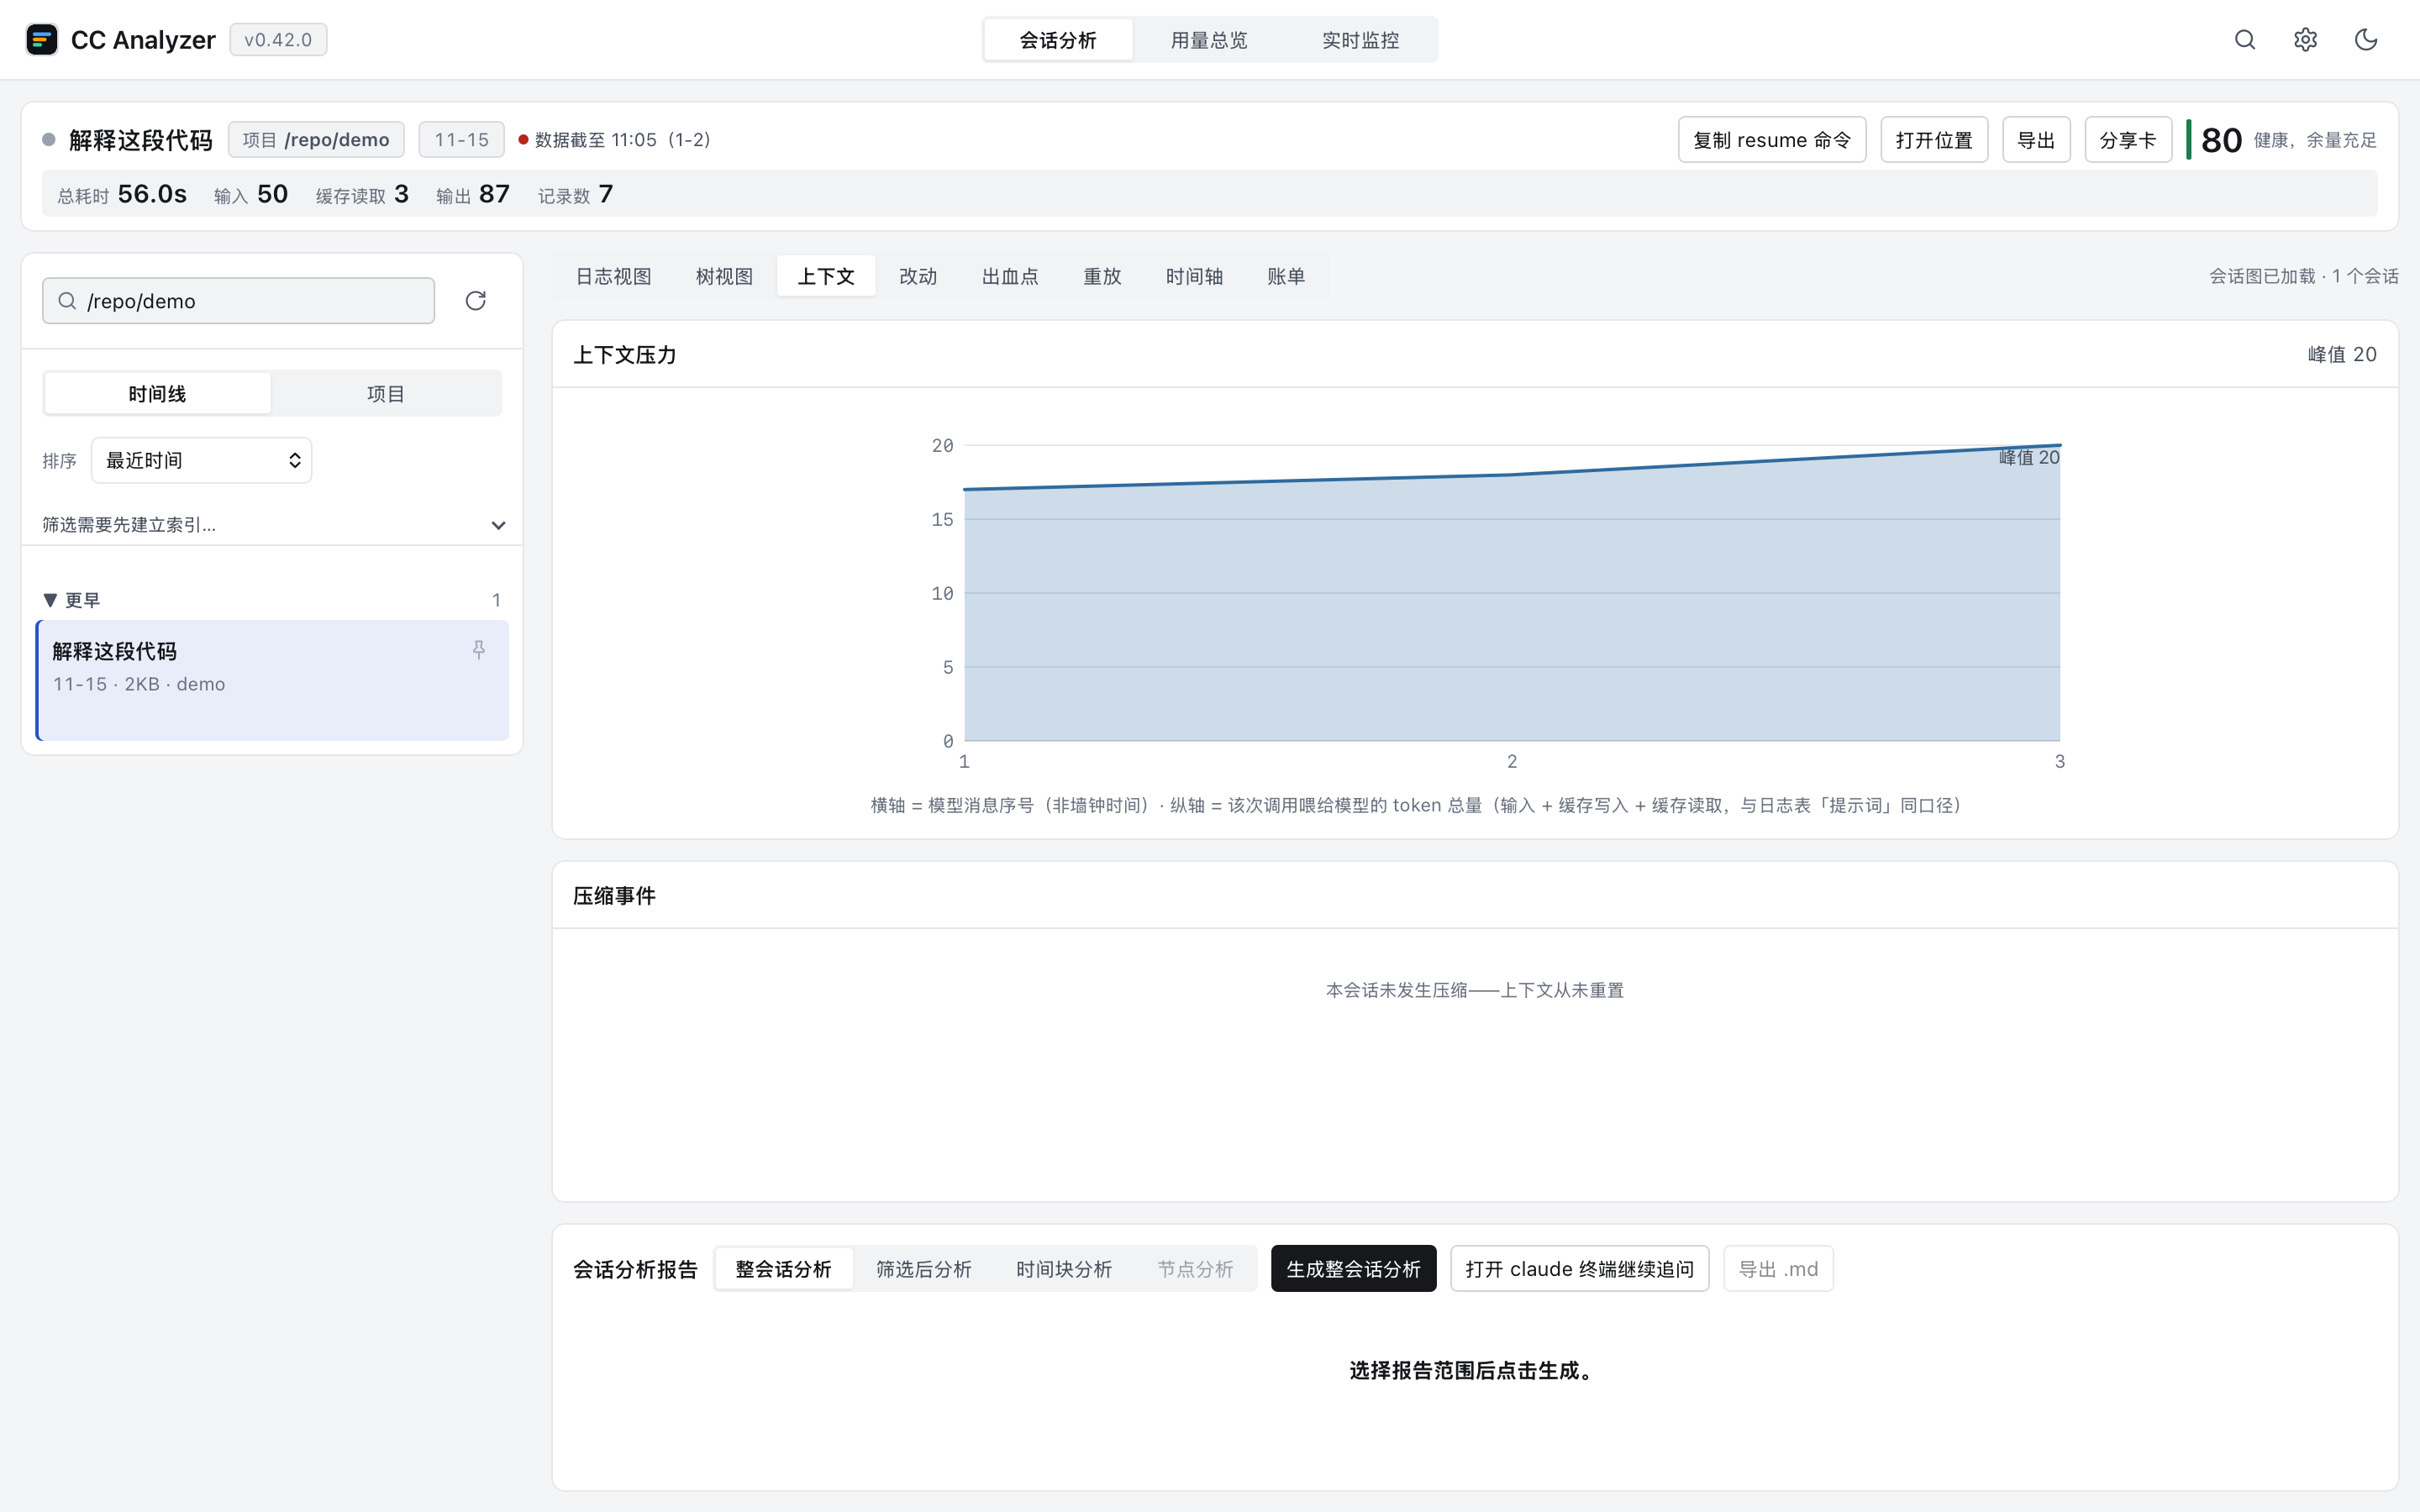 CC Analyzer v0.42.0
会话分析 用量总览 实时监控
解释这段代码 项目 /repo/demo 11-15 数据截至 11:05（1-2）
复制 resume 命令 打开位置 导出 分享卡 80 健康，余量充足
总耗时 56.0s 输入 50 缓存读取 3 输出 87 记录数 7
/repo/demo
时间线 项目
排序 最近时间
筛选需要先建立索引...
▼ 更早 1
解释这段代码
11-15 · 2KB · demo
日志视图 树视图 上下文 改动 出血点 重放 时间轴 账单
会话图已加载 · 1 个会话
上下文压力 峰值 20
20
峰值 20
15
10
5
0
1 2 3
横轴 = 模型消息序号（非墙钟时间）· 纵轴 = 该次调用喂给模型的 token 总量（输入 + 缓存写入 + 缓存读取，与日志表「提示词」同口径）
压缩事件
本会话未发生压缩——上下文从未重置
会话分析报告 整会话分析 筛选后分析 时间块分析 节点分析 生成整会话分析 打开 claude 终端继续追问 导出 .md
选择报告范围后点击生成。